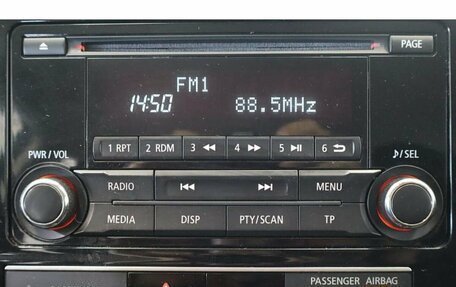 PAGE
FM1
14:50 88.5MHz
1 RPT 2 RDM 3 ◀◀ 4 ▶▶ 5 ▶II 6 ⮌
PWR/VOL ♪/SEL
RADIO I◀◀ ▶▶I MENU
MEDIA DISP PTY/SCAN TP
PASSENGER AIRBAG